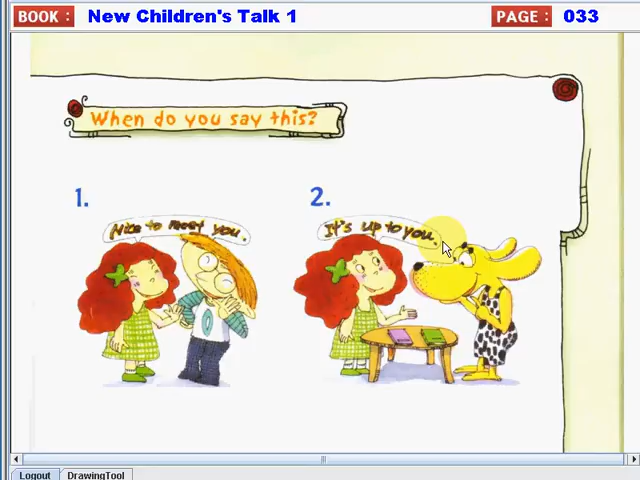 BOOK : New Children's Talk 1 PAGE : 033
When do you say this?
1. 2.
Nice to meet you. It's up to you.
Logout DrawingTool